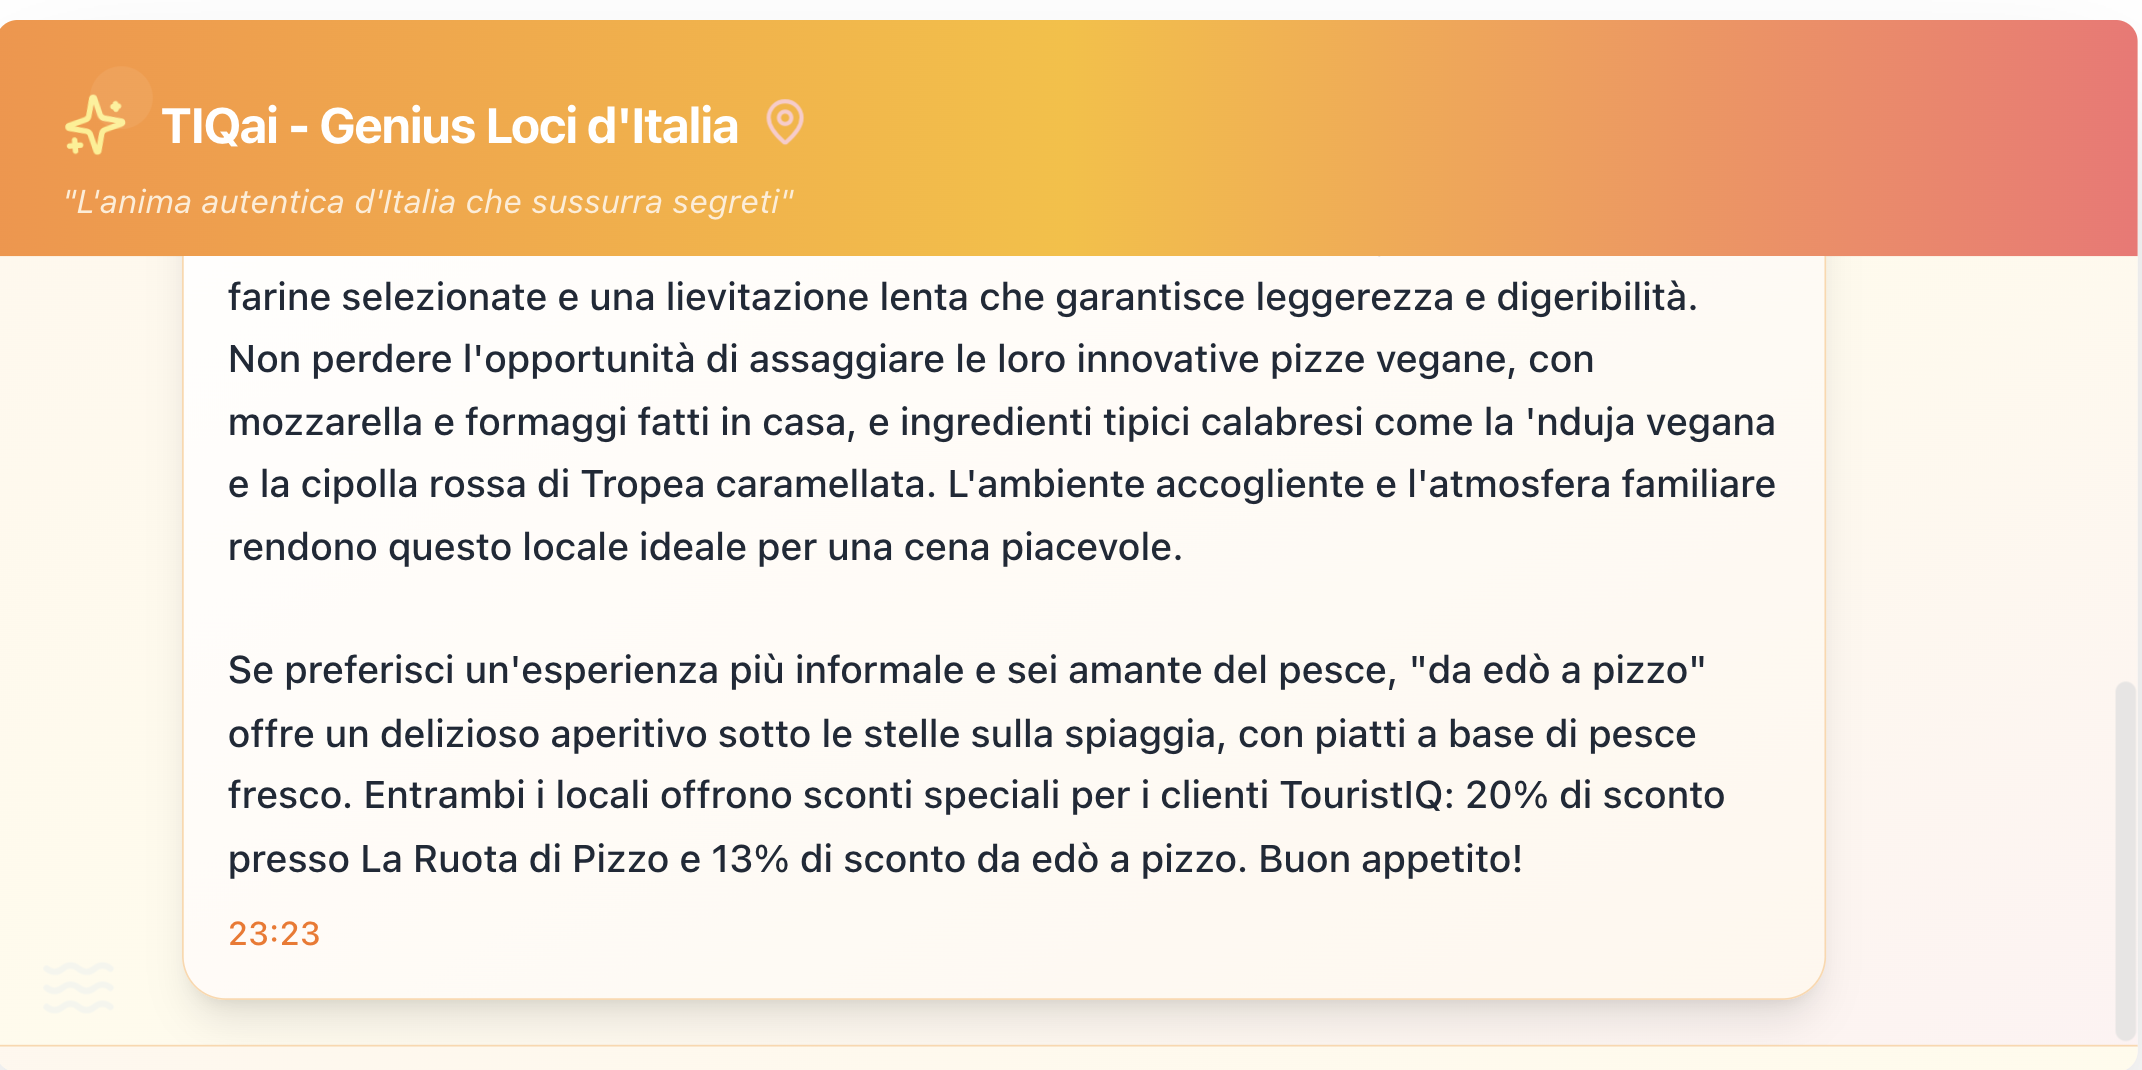 TIQai - Genius Loci d'Italia
"L'anima autentica d'Italia che sussurra segreti"
farine selezionate e una lievitazione lenta che garantisce leggerezza e digeribilità.
Non perdere l'opportunità di assaggiare le loro innovative pizze vegane, con
mozzarella e formaggi fatti in casa, e ingredienti tipici calabresi come la 'nduja vegana
e la cipolla rossa di Tropea caramellata. L'ambiente accogliente e l'atmosfera familiare
rendono questo locale ideale per una cena piacevole.
Se preferisci un'esperienza più informale e sei amante del pesce, "da edò a pizzo"
offre un delizioso aperitivo sotto le stelle sulla spiaggia, con piatti a base di pesce
fresco. Entrambi i locali offrono sconti speciali per i clienti TouristIQ: 20% di sconto
presso La Ruota di Pizzo e 13% di sconto da edò a pizzo. Buon appetito!
23:23